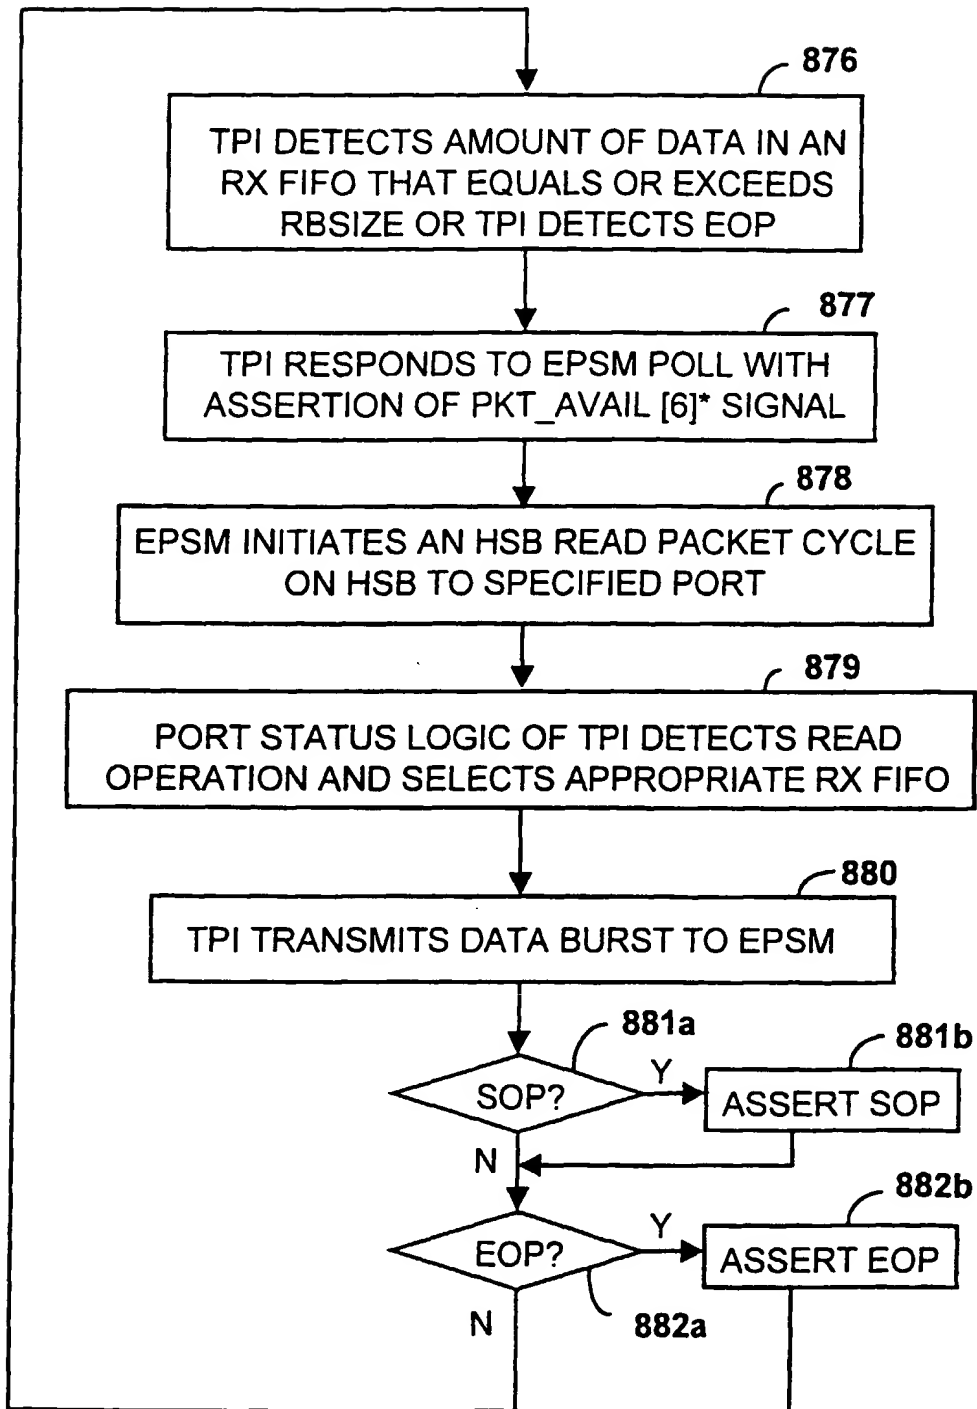 876
TPI DETECTS AMOUNT OF DATA IN AN
RX FIFO THAT EQUALS OR EXCEEDS
RBSIZE OR TPI DETECTS EOP
877
TPI RESPONDS TO EPSM POLL WITH
ASSERTION OF PKT_AVAIL [6]* SIGNAL
878
EPSM INITIATES AN HSB READ PACKET CYCLE
ON HSB TO SPECIFIED PORT
879
PORT STATUS LOGIC OF TPI DETECTS READ
OPERATION AND SELECTS APPROPRIATE RX FIFO
880
TPI TRANSMITS DATA BURST TO EPSM
881a
881b
SOP?
Y
ASSERT SOP
N
882b
EOP?
Y
ASSERT EOP
N
882a